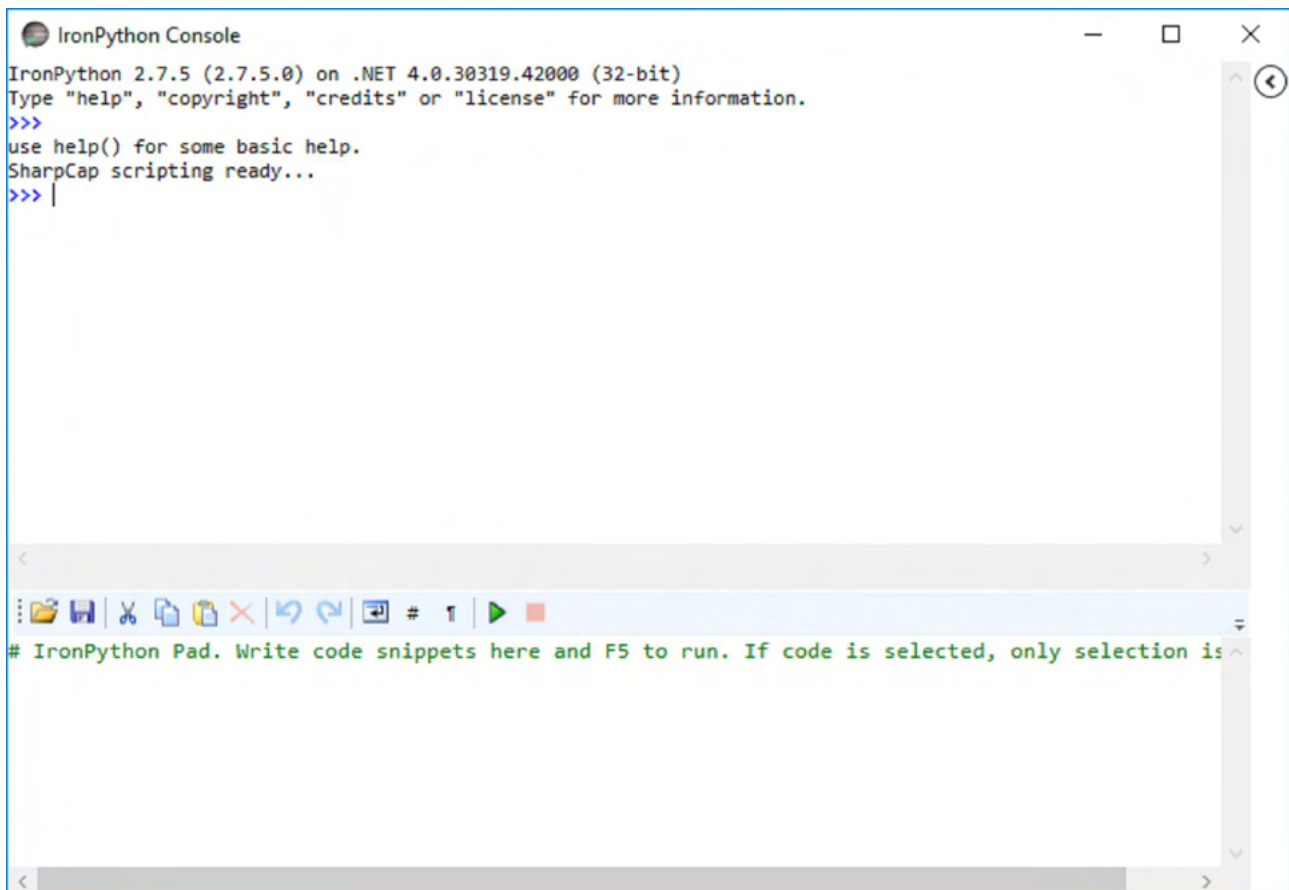 IronPython Console
IronPython 2.7.5 (2.7.5.0) on .NET 4.0.30319.42000 (32-bit)
Type "help", "copyright", "credits" or "license" for more information.
>>>
use help() for some basic help.
SharpCap scripting ready...
>>>
# ¶
# IronPython Pad. Write code snippets here and F5 to run. If code is selected, only selection is